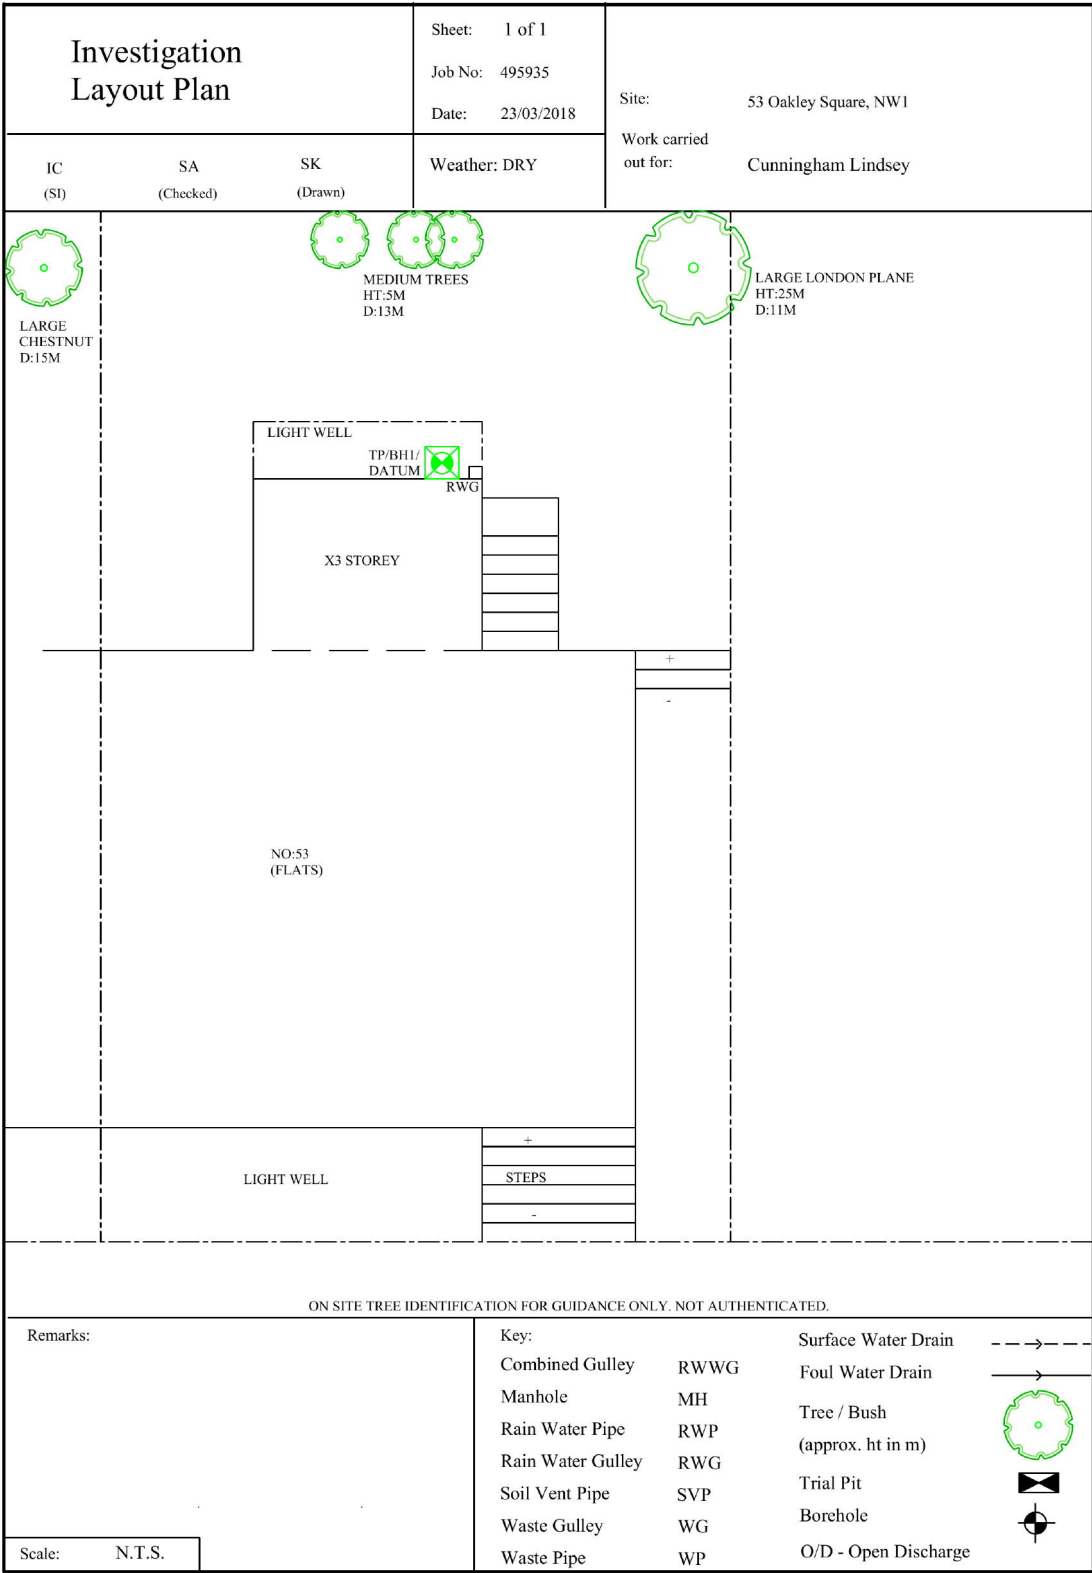 Investigation
Layout Plan
Sheet: 1 of 1
Job No: 495935
Date: 23/03/2018
Site: 53 Oakley Square, NW1
Work carried
out for: Cunningham Lindsey
IC SA SK
(SI) (Checked) (Drawn)
Weather: DRY
MEDIUM TREES
HT:5M
D:13M
LARGE LONDON PLANE
HT:25M
D:11M
LARGE
CHESTNUT
D:15M
LIGHT WELL
TP/BH1/
DATUM
RWG
X3 STOREY
+
-
NO:53
(FLATS)
+
LIGHT WELL
STEPS
-
ON SITE TREE IDENTIFICATION FOR GUIDANCE ONLY. NOT AUTHENTICATED.
Remarks:
Scale: N.T.S.
Key:
Combined Gulley RWWG
Manhole MH
Rain Water Pipe RWP
Rain Water Gulley RWG
Soil Vent Pipe SVP
Waste Gulley WG
Waste Pipe WP
Surface Water Drain
Foul Water Drain
Tree / Bush
(approx. ht in m)
Trial Pit
Borehole
O/D - Open Discharge